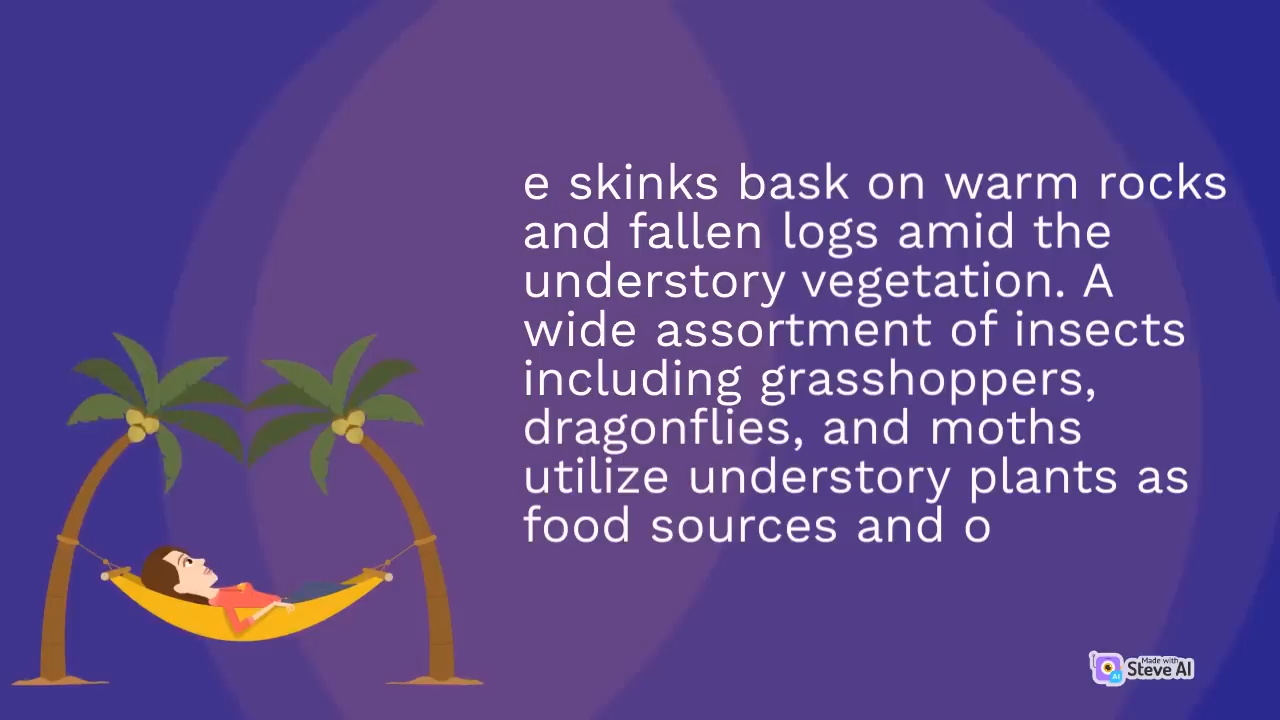 e skinks bask on warm rocks
and fallen logs amid the
understory vegetation. A
wide assortment of insects
including grasshoppers,
dragonflies, and moths
utilize understory plants as
food sources and o
Made with
Steve AI
AI